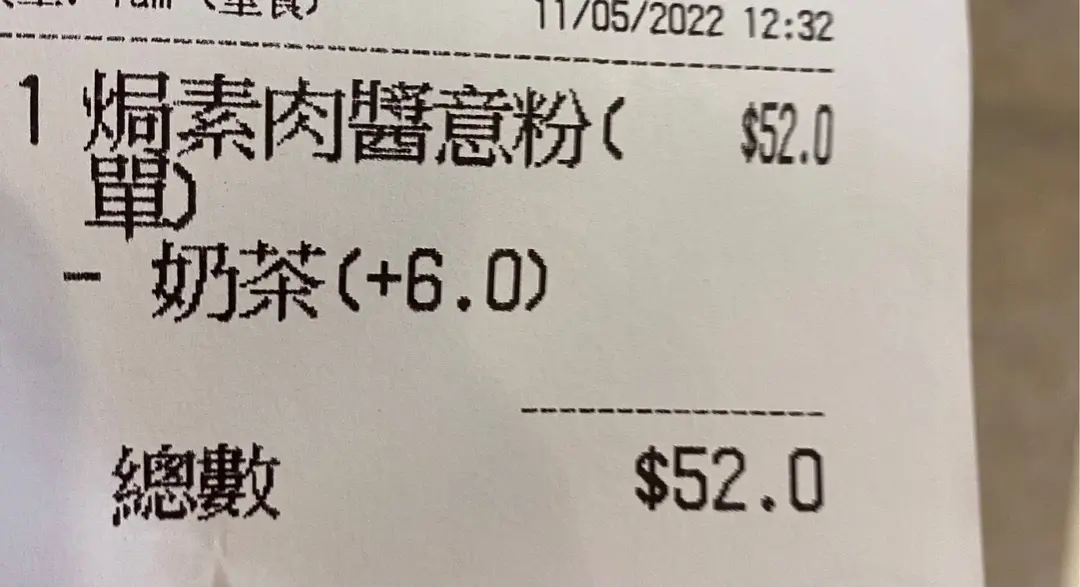 11/05/2022 12:32
1 焗素肉醬意粉( $52.0
單)
- 奶茶(+6.0)
總數 $52.0